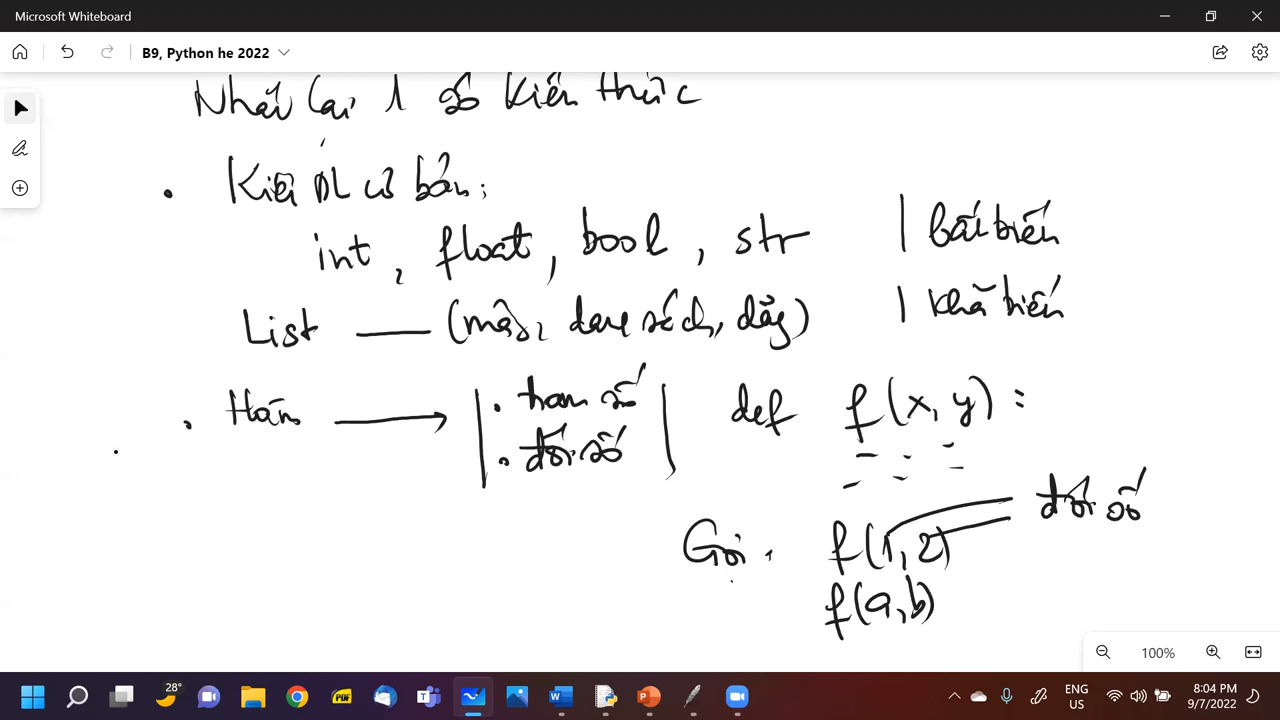 Microsoft Whiteboard
B9, Python he 2022
Nhắc lại 1 số kiến thức
• Kiểu DL cơ bản:
int, float, bool, str | bất biến
List — (mảng, danh sách, dãy) | khả biến
• Hàm → | • tham số | def f(x, y):
• đối số
đối số
Gọi: f(1, 2)
f(a, b)
100%
28°
PDF
ENG
US
8:04 PM
9/7/2022